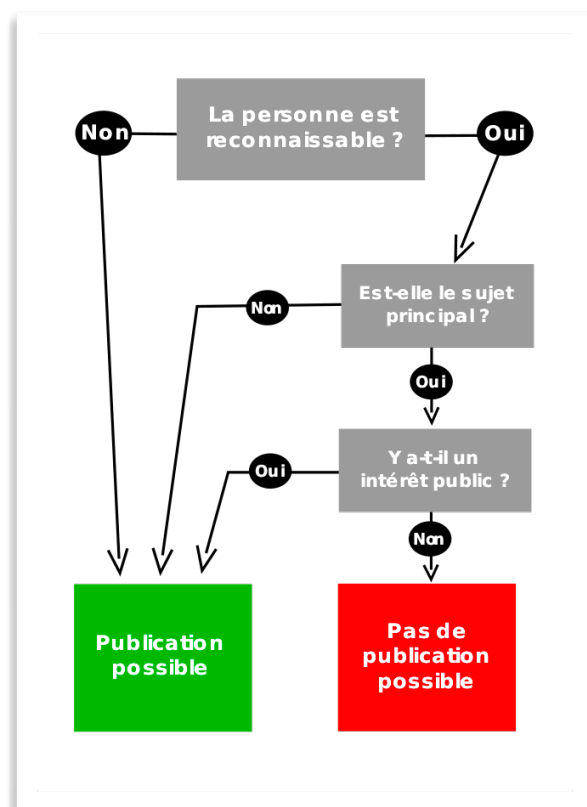 La personne est
reconnaissable ?
Non
Oui
Est-elle le sujet
principal ?
Non
Oui
Y a-t-il un
intérêt public ?
Oui
Non
Publication
possible
Pas de
publication
possible